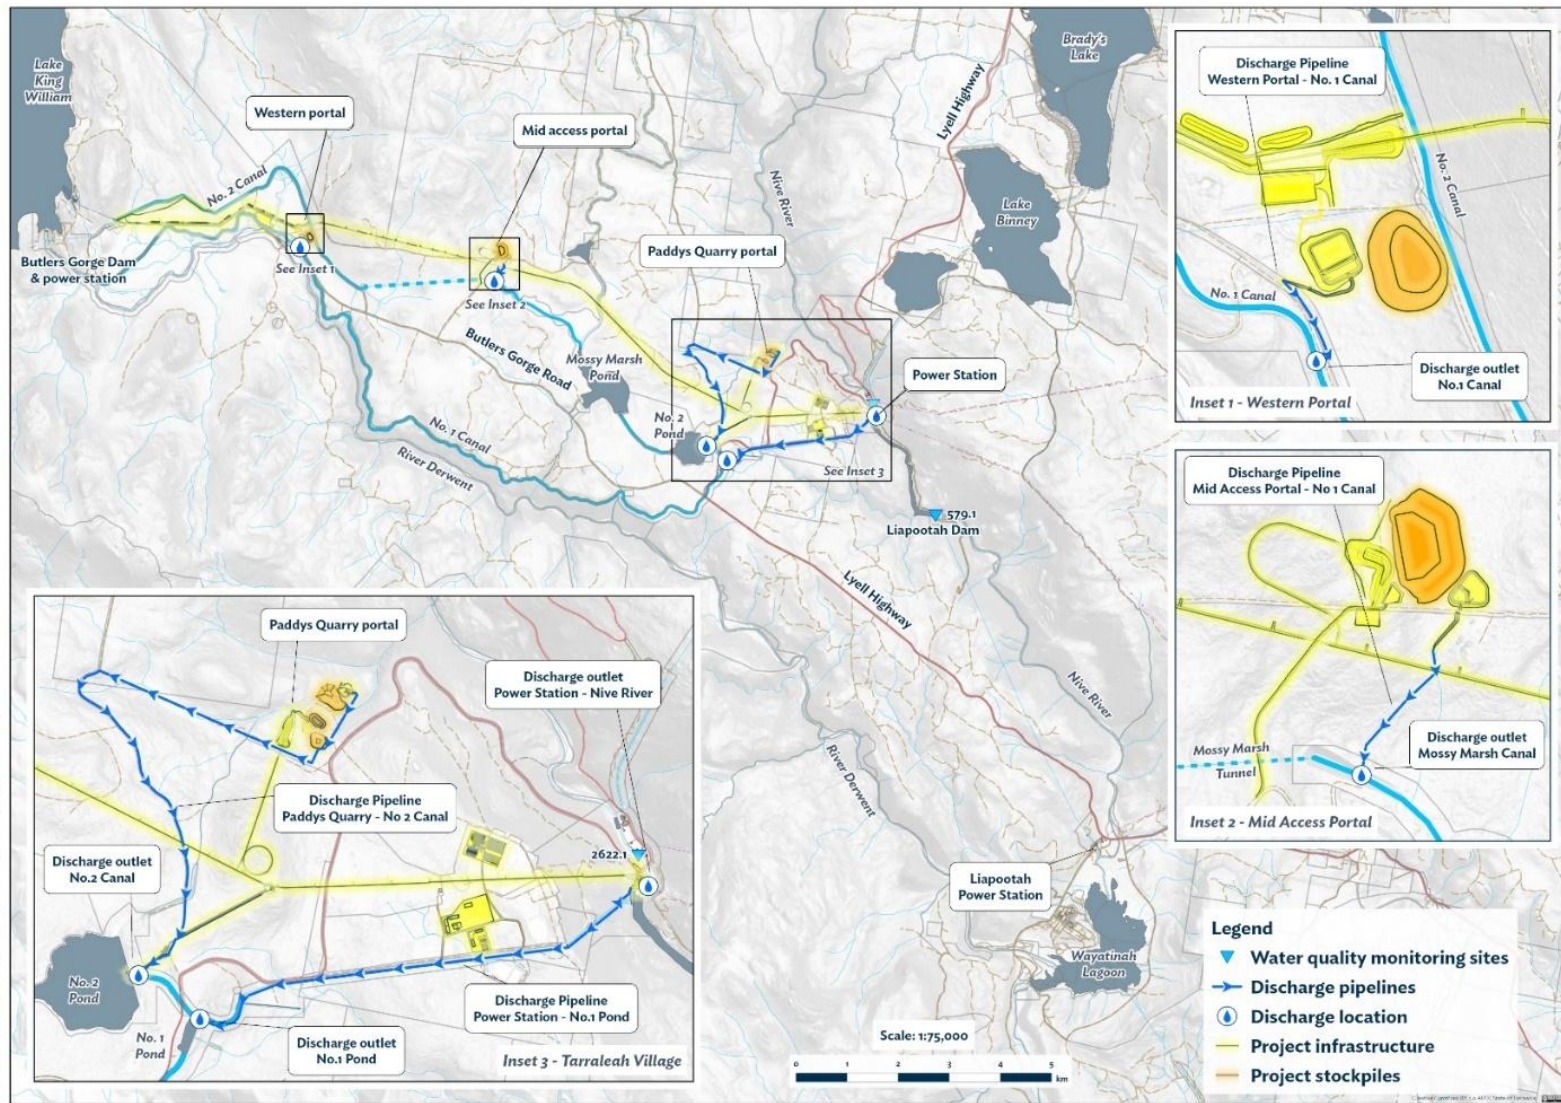 Lake
King
William
Western portal
Mid access portal
No. 2 Canal
Butlers Gorge Dam
& power station
See Inset 1
See Inset 2
Butlers Gorge Road
Mossy Marsh
Pond
No. 1 Canal
River Derwent
Paddys Quarry portal
Nive River
Lyell Highway
Brady's
Lake
Lake
Binney
Power Station
No. 2
Pond
See Inset 3
579.1
Liapootah Dam
Lyell Highway
Nive River
River Derwent
Liapootah
Power Station
Wayatinah
Lagoon
Discharge Pipeline
Western Portal - No. 1 Canal
No. 2 Canal
No. 1 Canal
Discharge outlet
No.1 Canal
Inset 1 - Western Portal
Discharge Pipeline
Mid Access Portal - No 1 Canal
Discharge outlet
Mossy Marsh Canal
Mossy Marsh
Tunnel
Inset 2 - Mid Access Portal
Paddys Quarry portal
Discharge outlet
Power Station - Nive River
Discharge Pipeline
Paddys Quarry - No 2 Canal
2622.1
Discharge outlet
No.2 Canal
No. 2
Pond
No. 1
Pond
Discharge outlet
No.1 Pond
Discharge Pipeline
Power Station - No.1 Pond
Inset 3 - Tarraleah Village
Scale: 1:75,000
0 1 2 3 4 5
km
Legend
Water quality monitoring sites
Discharge pipelines
Discharge location
Project infrastructure
Project stockpiles